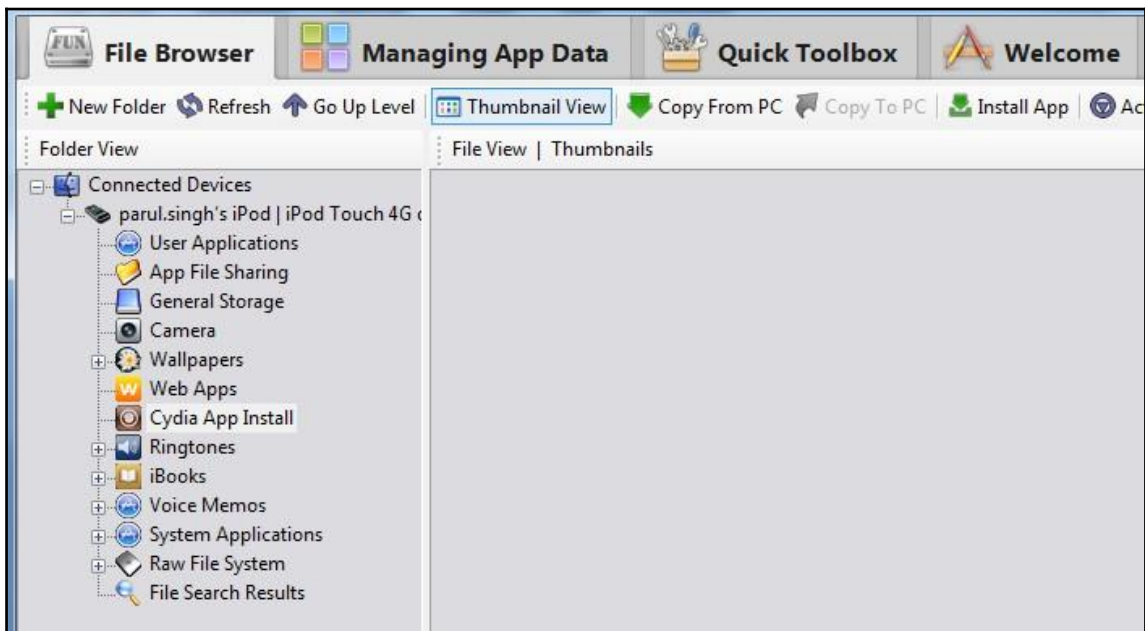 FUN File Browser Managing App Data Quick Toolbox Welcome
New Folder Refresh Go Up Level Thumbnail View Copy From PC Copy To PC Install App Ac
Folder View File View | Thumbnails
Connected Devices
parul.singh's iPod | iPod Touch 4G
User Applications
App File Sharing
General Storage
Camera
Wallpapers
W Web Apps
Cydia App Install
Ringtones
iBooks
Voice Memos
System Applications
Raw File System
File Search Results